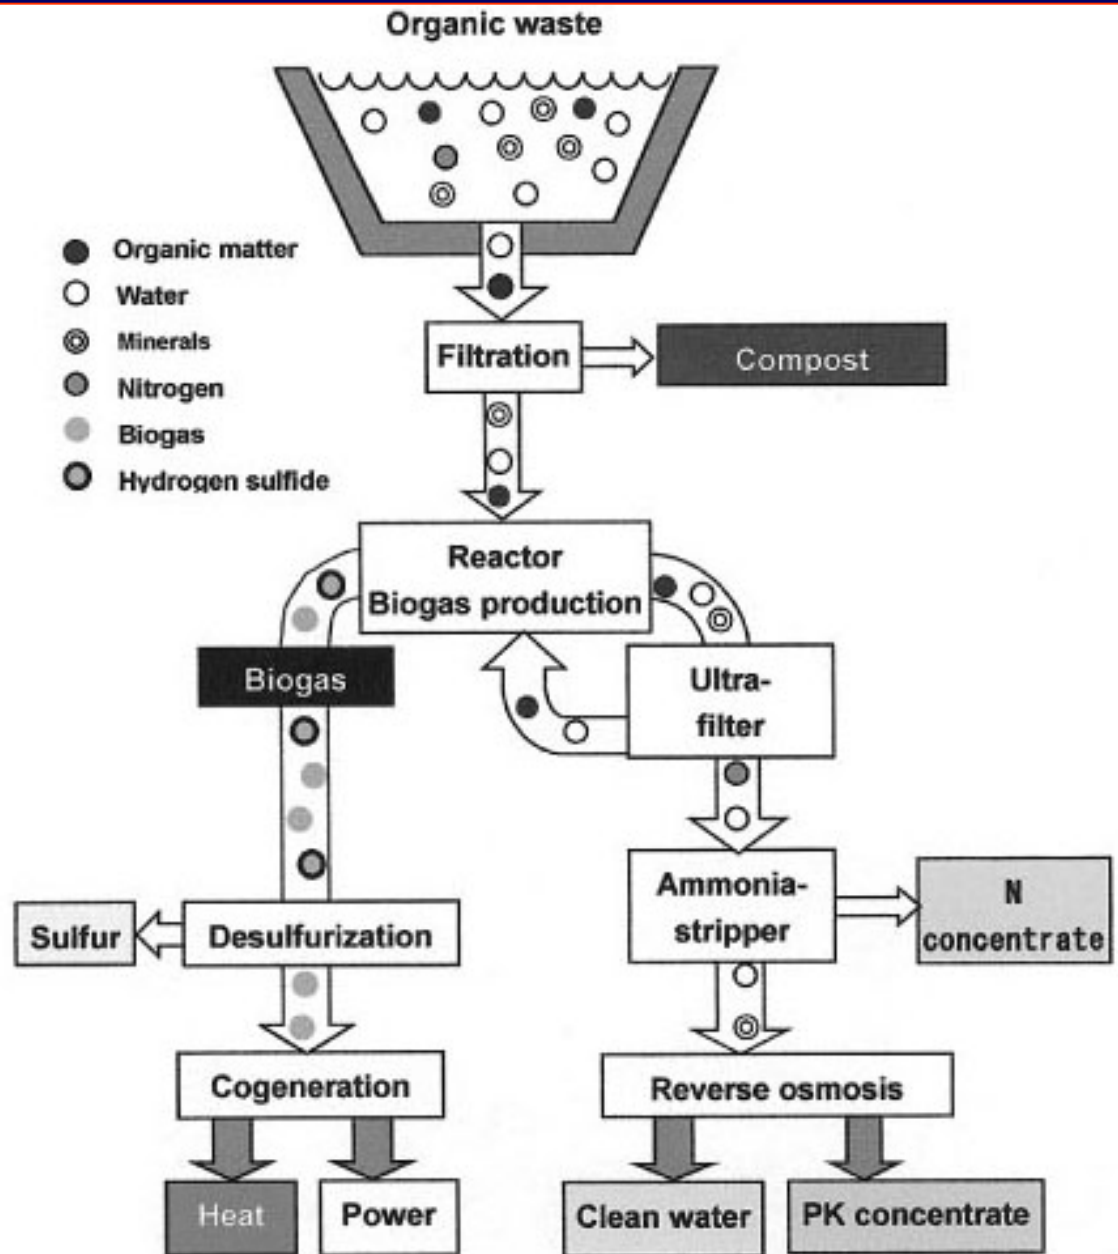 Organic waste
Organic matter
Water
Minerals
Nitrogen
Biogas
Hydrogen sulfide
Filtration
Compost
Reactor
Biogas production
Biogas
Ultra-
filter
Ammonia-
stripper
N
concentrate
Sulfur
Desulfurization
Cogeneration
Reverse osmosis
Heat
Power
Clean water
PK concentrate